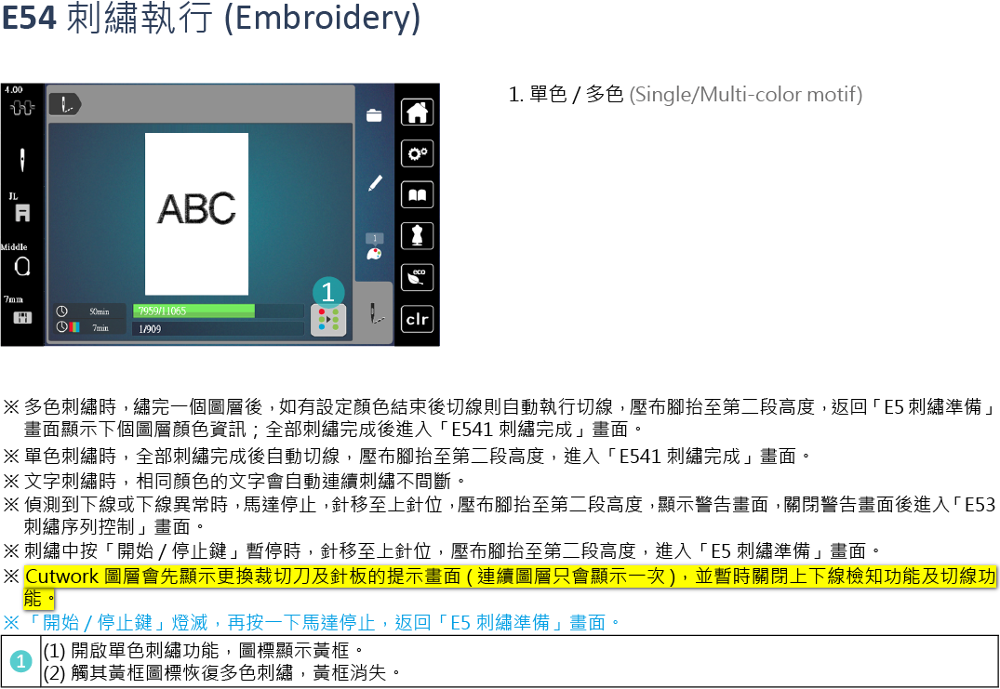 E54 刺繡執行 (Embroidery)
1. 單色 / 多色 (Single/Multi-color motif)
4.00
JL
Middle
7mm
ABC
1
1
50min
7959/11065
7min
1/909
eco
clr
※ 多色刺繡時，繡完一個圖層後，如有設定顏色結束後切線則自動執行切線，壓布腳抬至第二段高度，返回「E5 刺繡準備」
畫面顯示下個圖層顏色資訊；全部刺繡完成後進入「E541 刺繡完成」畫面。
※ 單色刺繡時，全部刺繡完成後自動切線，壓布腳抬至第二段高度，進入「E541 刺繡完成」畫面。
※ 文字刺繡時，相同顏色的文字會自動連續刺繡不間斷。
※ 偵測到下線或下線異常時，馬達停止，針移至上針位，壓布腳抬至第二段高度，顯示警告畫面，關閉警告畫面後進入「E53
刺繡序列控制」畫面。
※ 刺繡中按「開始 / 停止鍵」暫停時，針移至上針位，壓布腳抬至第二段高度，進入「E5 刺繡準備」畫面。
※ Cutwork 圖層會先顯示更換裁切刀及針板的提示畫面 ( 連續圖層只會顯示一次 )，並暫時關閉上下線檢知功能及切線功
能。
※「開始 / 停止鍵」燈滅，再按一下馬達停止，返回「E5 刺繡準備」畫面。
1
(1) 開啟單色刺繡功能，圖標顯示黃框。
(2) 觸其黃框圖標恢復多色刺繡，黃框消失。